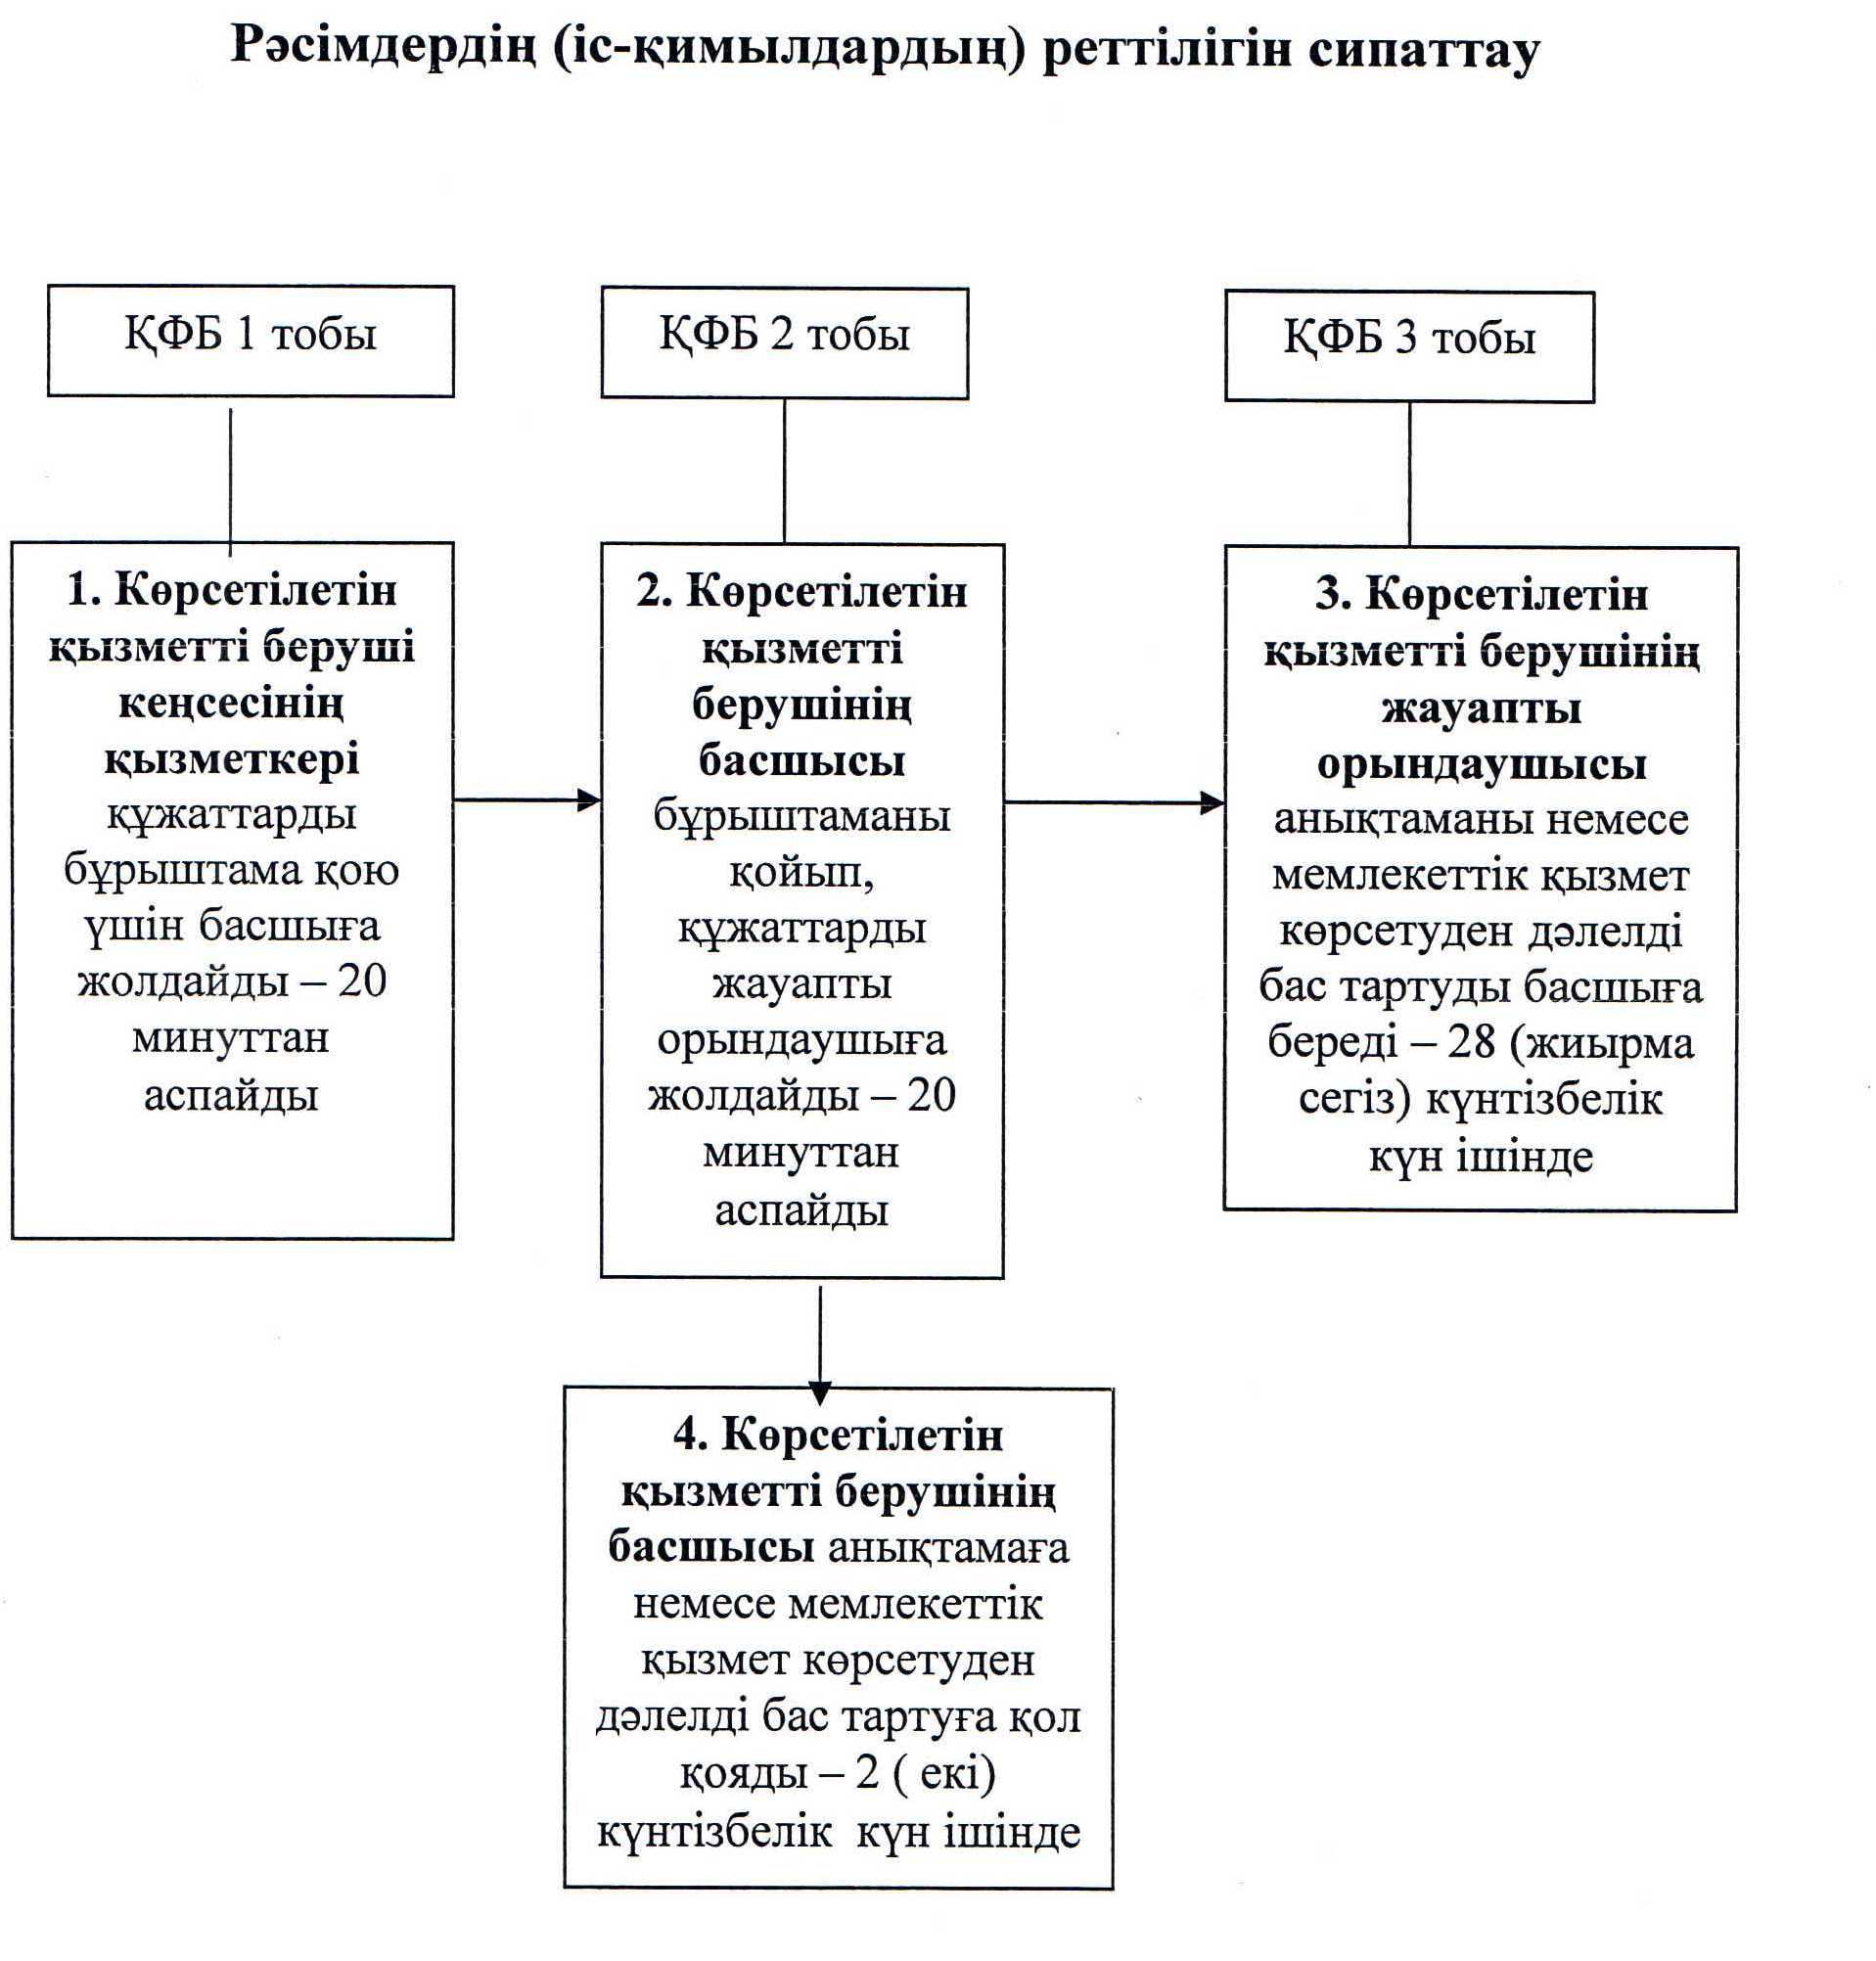 Рәсімдердің (іс-қимылдардың) реттілігін сипаттау
ҚФБ 1 тобы
ҚФБ 2 тобы
ҚФБ 3 тобы
1. Көрсетілетін
қызметті беруші
кеңсесінің
қызметкері
құжаттарды
бұрыштама қою
үшін басшыға
жолдайды – 20
минуттан
аспайды
2. Көрсетілетін
қызметті
берушінің
басшысы
бұрыштаманы
қойып,
құжаттарды
жауапты
орындаушыға
жолдайды – 20
минуттан
аспайды
3. Көрсетілетін
қызметті берушінің
жауапты
орындаушысы
анықтаманы немесе
мемлекеттік қызмет
көрсетуден дәлелді
бас тартуды басшыға
береді – 28 (жиырма
сегіз) күнтізбелік
күн ішінде
4. Көрсетілетін
қызметті берушінің
басшысы анықтамаға
немесе мемлекеттік
қызмет көрсетуден
дәлелді бас тартуға қол
қояды – 2 ( екі)
күнтізбелік  күн ішінде